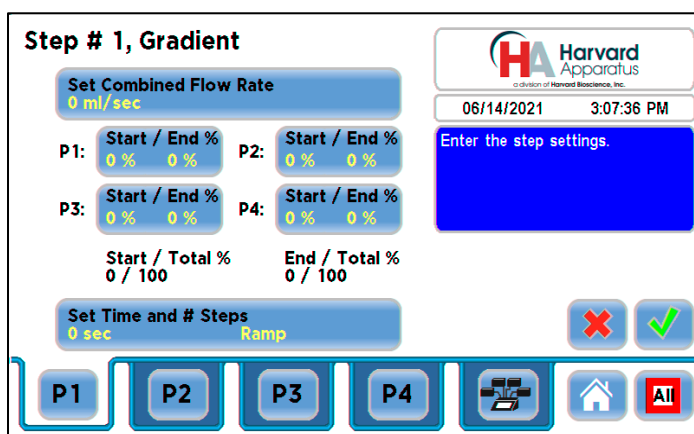 Step # 1, Gradient
Harvard
Apparatus
a division of Harvard Bioscience, Inc.
Set Combined Flow Rate
0 ml/sec
06/14/2021 3:07:36 PM
Enter the step settings.
P1: Start / End % P2: Start / End %
0 % 0 % 0 % 0 %
P3: Start / End % P4: Start / End %
0 % 0 % 0 % 0 %
Start / Total % End / Total %
0 / 100 0 / 100
Set Time and # Steps
0 sec Ramp
P1 P2 P3 P4 All